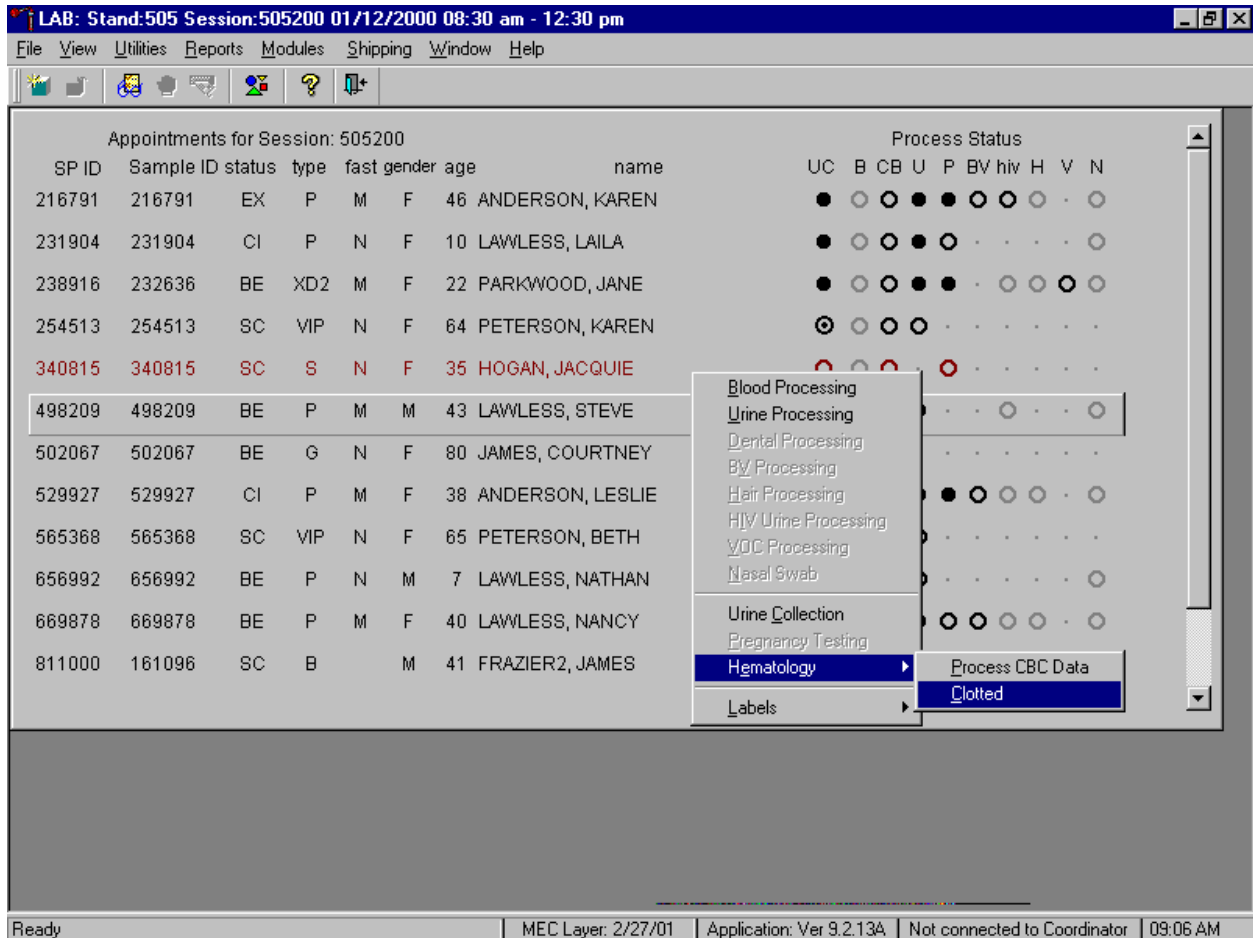 LAB: Stand:505 Session:505200 01/12/2000 08:30 am - 12:30 pm
File View Utilities Reports Modules Shipping Window Help
Appointments for Session: 505200 Process Status
SP ID Sample ID status type fast gender age name UC B CB U P BV hiv H V N
216791 216791 EX P M F 46 ANDERSON, KAREN
231904 231904 CI P N F 10 LAWLESS, LAILA
238916 232636 BE XD2 M F 22 PARKWOOD, JANE
254513 254513 SC VIP N F 64 PETERSON, KAREN
340815 340815 SC S N F 35 HOGAN, JACQUIE
498209 498209 BE P M M 43 LAWLESS, STEVE
502067 502067 BE G N F 80 JAMES, COURTNEY
529927 529927 CI P M F 38 ANDERSON, LESLIE
565368 565368 SC VIP N F 65 PETERSON, BETH
656992 656992 BE P N M 7 LAWLESS, NATHAN
669878 669878 BE P M F 40 LAWLESS, NANCY
811000 161096 SC B M 41 FRAZIER2, JAMES
Blood Processing
Urine Processing
Dental Processing
BV Processing
Hair Processing
HIV Urine Processing
VOC Processing
Nasal Swab
Urine Collection
Pregnancy Testing
Hematology
Labels
Process CBC Data
Clotted
Ready MEC Layer: 2/27/01 Application: Ver 9.2.13A Not connected to Coordinator 09:06 AM